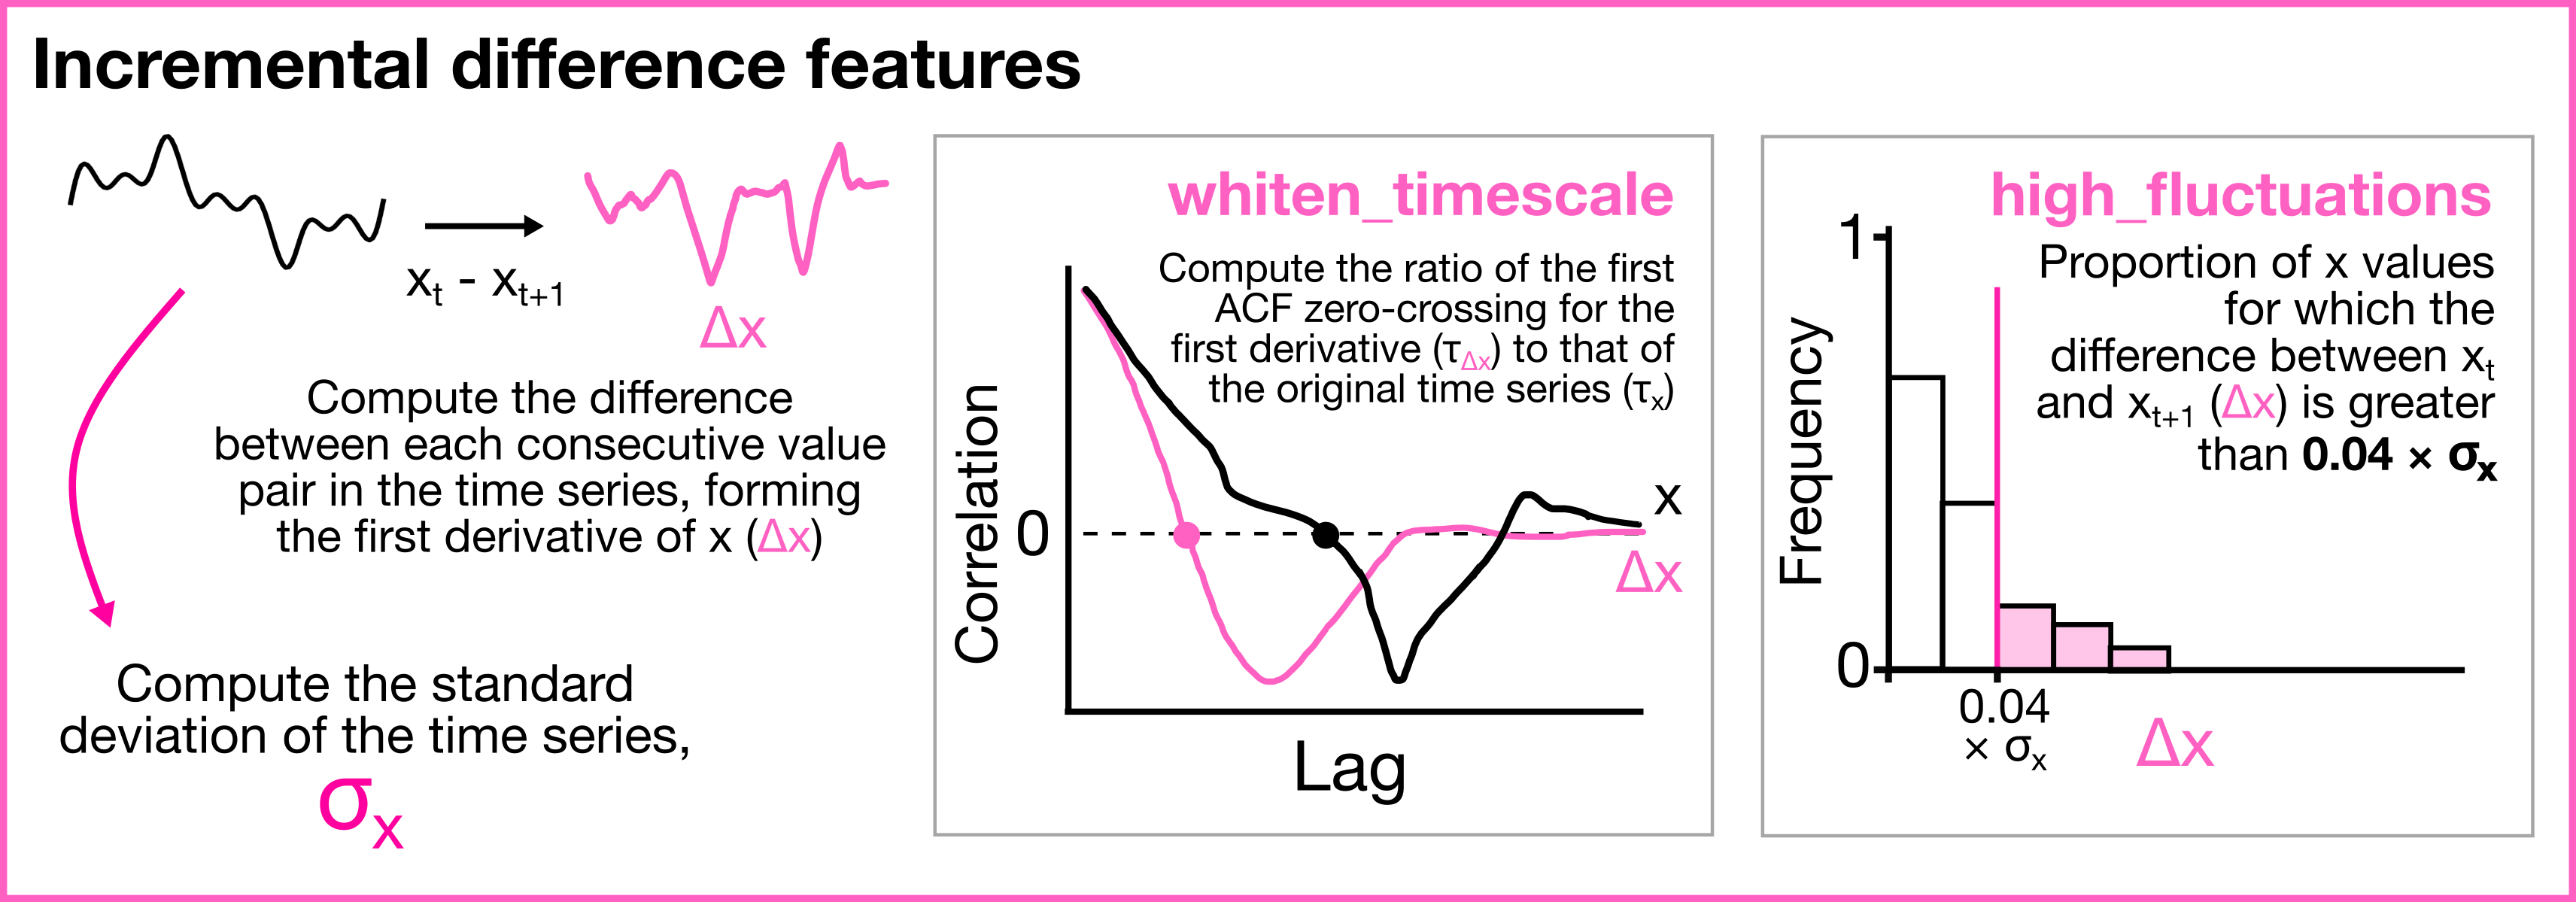 Incremental difference features
xt - xt+1
Δx
Compute the difference
between each consecutive value
pair in the time series, forming
the first derivative of x (Δx)
Compute the standard
deviation of the time series,
σx
whiten_timescale
Compute the ratio of the first
ACF zero-crossing for the
first derivative (τΔx) to that of
the original time series (τx)
Correlation
0
x
Δx
Lag
high_fluctuations
Proportion of x values
for which the
difference between xt
and xt+1 (Δx) is greater
than 0.04 × σx
1
Frequency
0
0.04
× σx
Δx